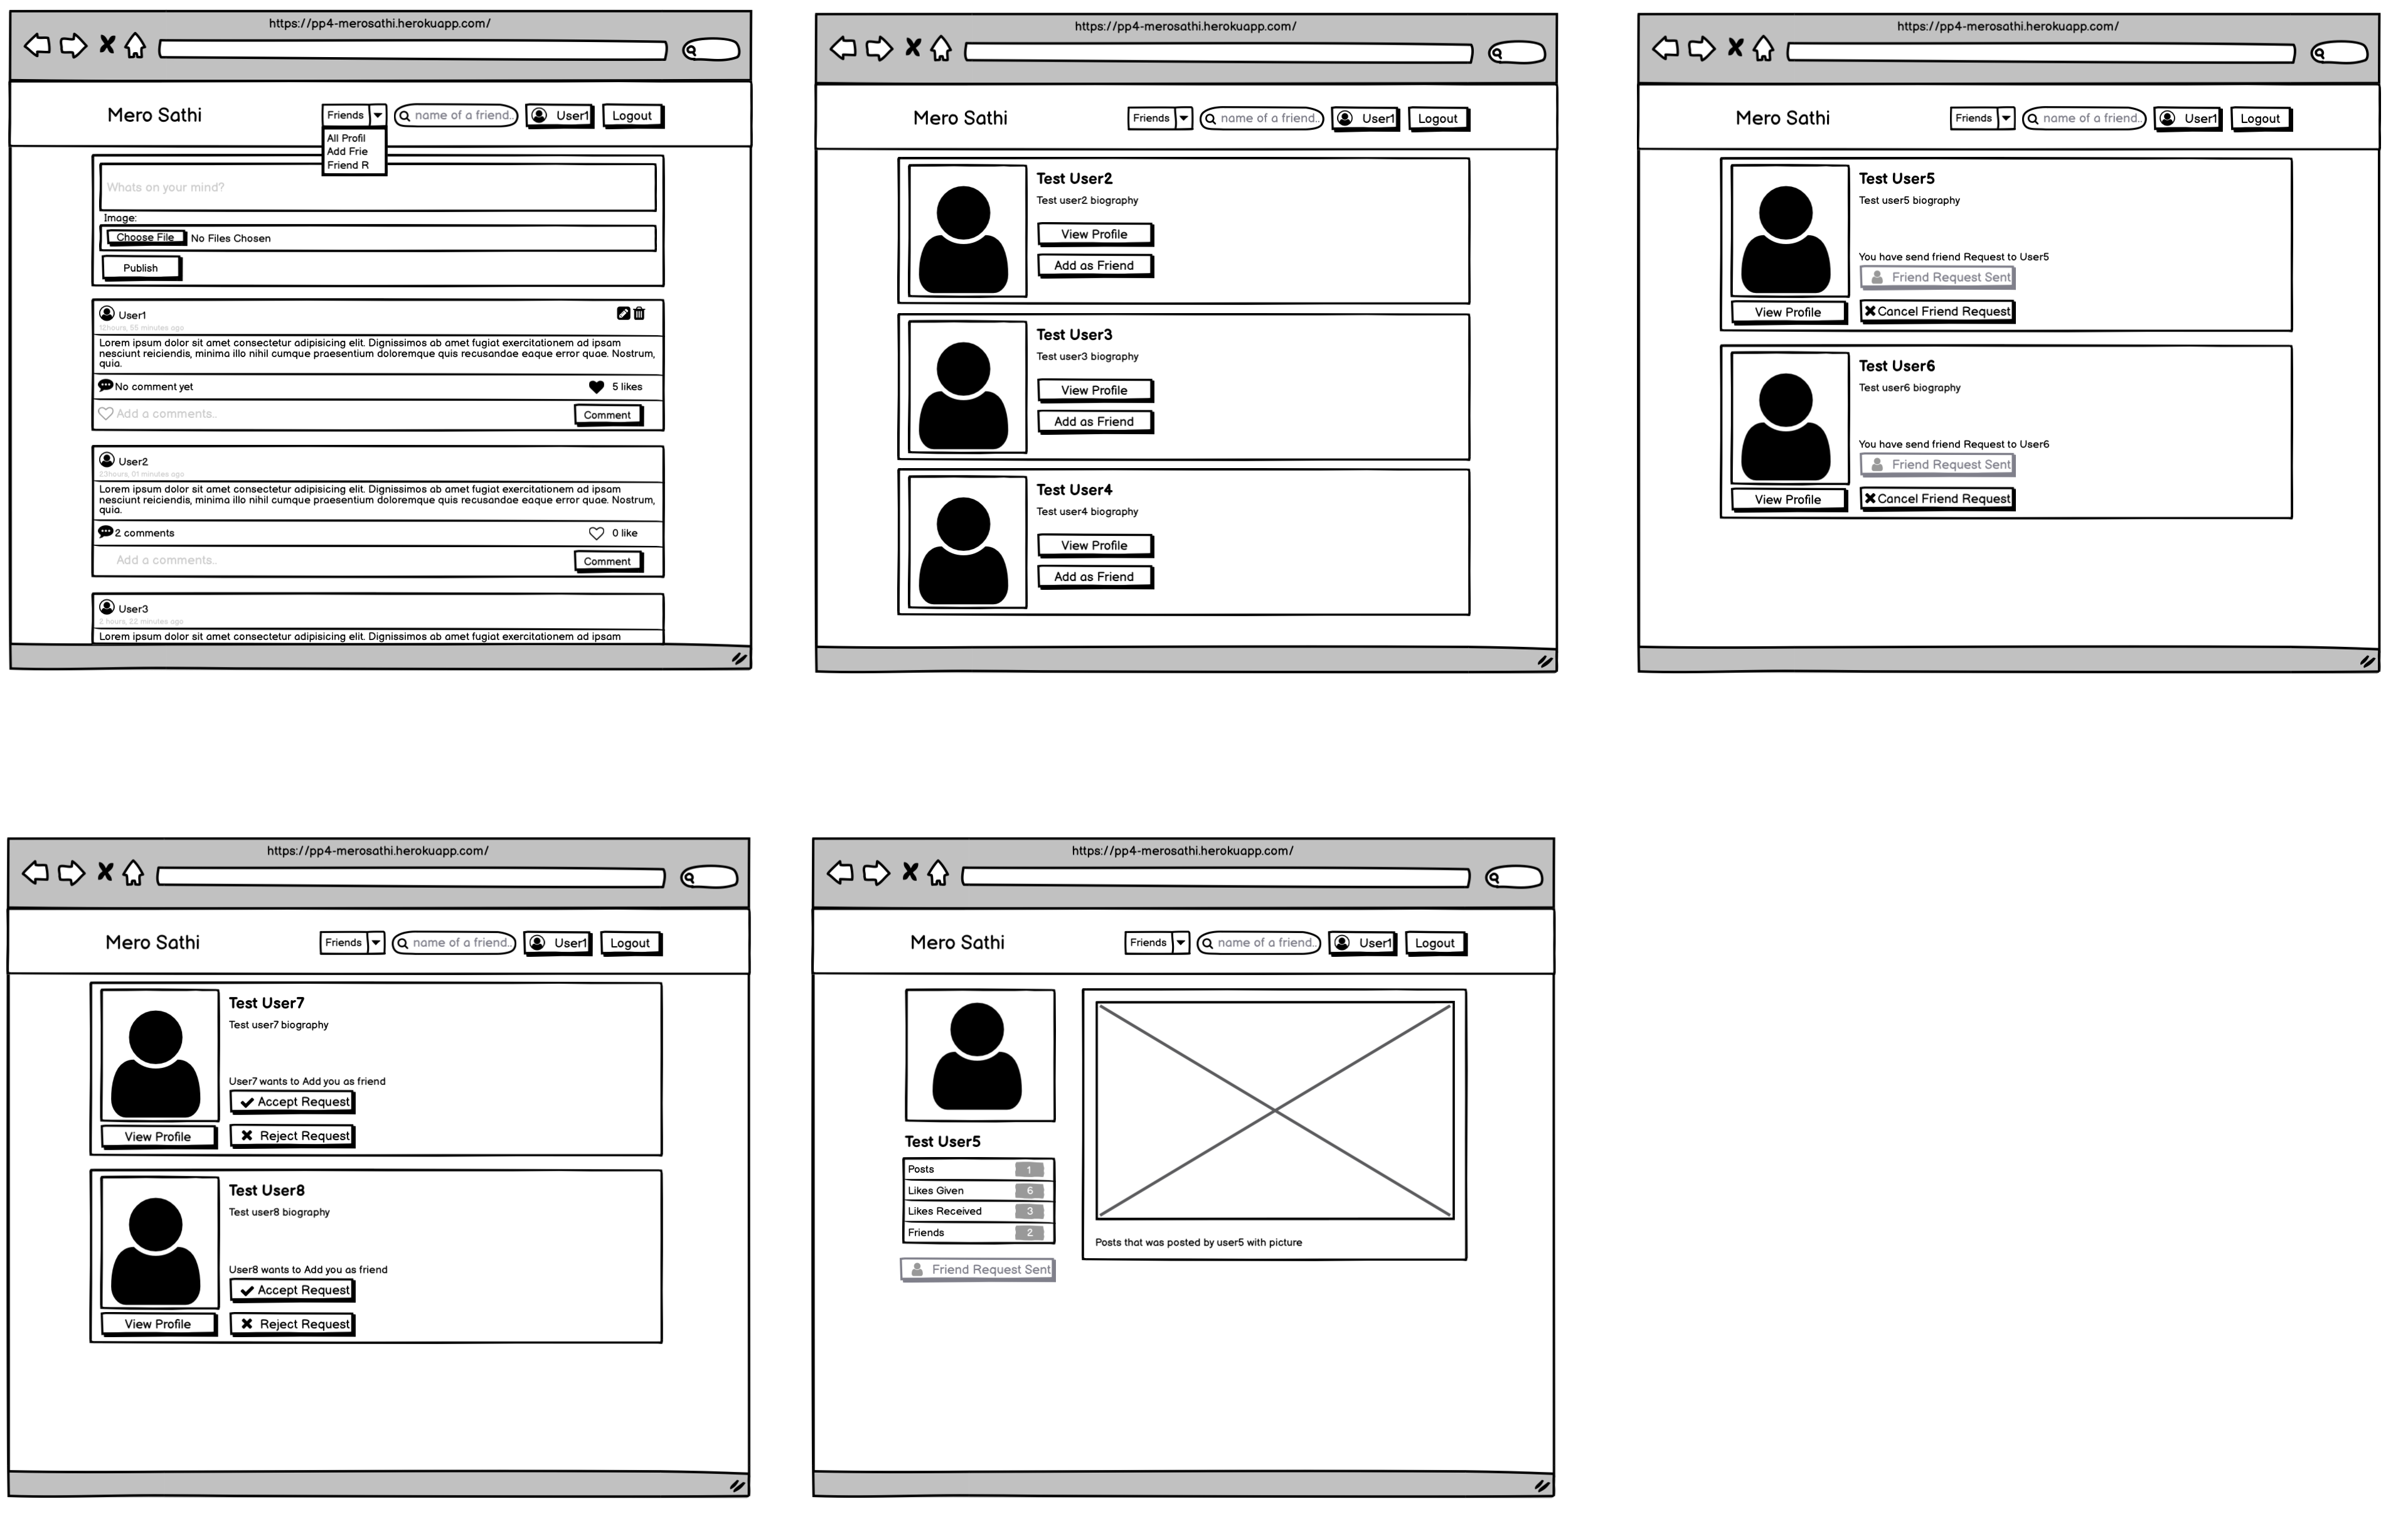 https://pp4-merosathi.herokuapp.com/
Mero Sathi
Friends
name of a friend..
User1
Logout
All Profil
Add Frie
Friend R
Whats on your mind?
Image:
Choose File No Files Chosen
Publish
User1
12hours, 55 minutes ago
Lorem ipsum dolor sit amet consectetur adipisicing elit. Dignissimos ab amet fugiat exercitationem ad ipsam
nesciunt reiciendis, minima illo nihil cumque praesentium doloremque quis recusandae eaque error quae. Nostrum,
quia.
No comment yet
5 likes
Add a comments..
Comment
User2
23hours, 01 minutes ago
Lorem ipsum dolor sit amet consectetur adipisicing elit. Dignissimos ab amet fugiat exercitationem ad ipsam
nesciunt reiciendis, minima illo nihil cumque praesentium doloremque quis recusandae eaque error quae. Nostrum,
quia.
2 comments
0 like
Add a comments..
Comment
User3
2 hours, 22 minutes ago
Lorem ipsum dolor sit amet consectetur adipisicing elit. Dignissimos ab amet fugiat exercitationem ad ipsam
https://pp4-merosathi.herokuapp.com/
Mero Sathi
Friends
name of a friend..
User1
Logout
Test User2
Test user2 biography
View Profile
Add as Friend
Test User3
Test user3 biography
View Profile
Add as Friend
Test User4
Test user4 biography
View Profile
Add as Friend
https://pp4-merosathi.herokuapp.com/
Mero Sathi
Friends
name of a friend..
User1
Logout
Test User5
Test user5 biography
You have send friend Request to User5
Friend Request Sent
View Profile
Cancel Friend Request
Test User6
Test user6 biography
You have send friend Request to User6
Friend Request Sent
View Profile
Cancel Friend Request
https://pp4-merosathi.herokuapp.com/
Mero Sathi
Friends
name of a friend..
User1
Logout
Test User7
Test user7 biography
User7 wants to Add you as friend
Accept Request
View Profile
Reject Request
Test User8
Test user8 biography
User8 wants to Add you as friend
Accept Request
View Profile
Reject Request
https://pp4-merosathi.herokuapp.com/
Mero Sathi
Friends
name of a friend..
User1
Logout
Test User5
Posts 1
Likes Given 6
Likes Received 3
Friends 2
Friend Request Sent
Posts that was posted by user5 with picture